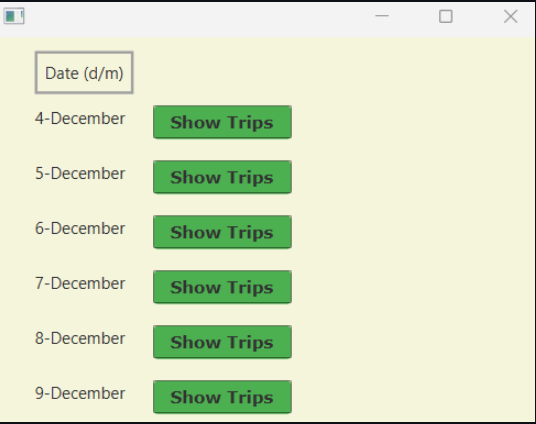 Date (d/m)
4-December Show Trips
5-December Show Trips
6-December Show Trips
7-December Show Trips
8-December Show Trips
9-December Show Trips